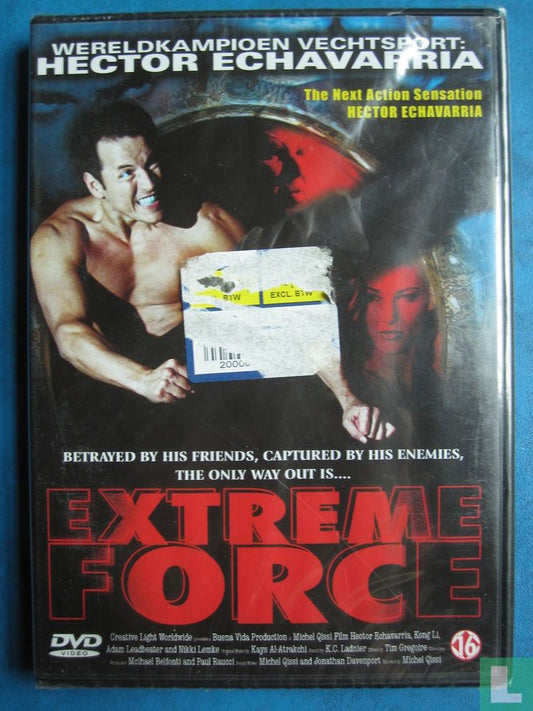 WERELDKAMPIOEN VECHTSPORT:
HECTOR ECHAVARRIA
The Next Action Sensation
HECTOR ECHAVARRIA
BTW EXCL. BTW
20000
BETRAYED BY HIS FRIENDS, CAPTURED BY HIS ENEMIES,
THE ONLY WAY OUT IS....
EXTREME
FORCE
DVD
VIDEO
Creative Light Worldwide presents a Buena Vida Production a Michel Qissi Film Hector Echavarria, Kong Li,
Adam Leadbeater and Nikki Lemke Kays Al-Atrakchi K.C. Ladnier Tim Gregoire
Michael Belfonti and Paul Raucci Michel Qissi and Jonathan Davenport Michel Qissi
16
L